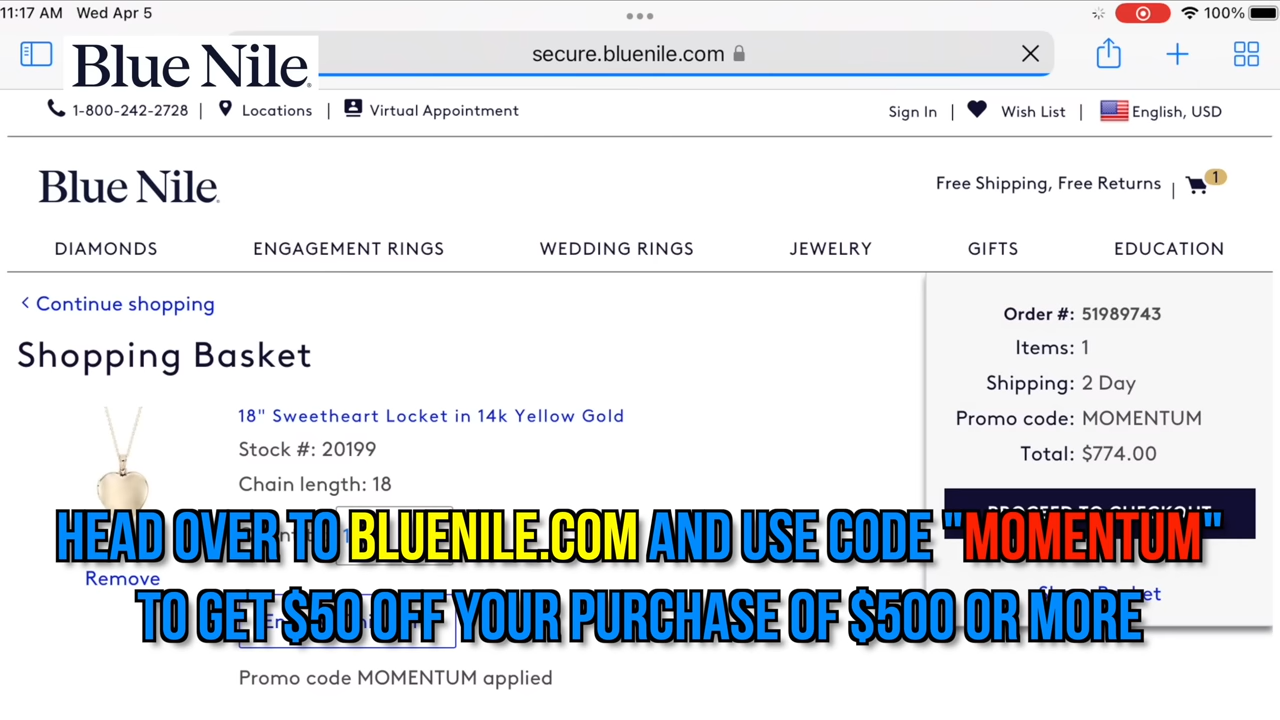 11:17 AM Wed Apr 5
100%
Blue Nile
secure.bluenile.com
1-800-242-2728 | Locations | Virtual Appointment
Sign In | Wish List | English, USD
Blue Nile
Free Shipping, Free Returns | 1
DIAMONDS ENGAGEMENT RINGS WEDDING RINGS JEWELRY GIFTS EDUCATION
< Continue shopping
Shopping Basket
18" Sweetheart Locket in 14k Yellow Gold
Stock #: 20199
Chain length: 18
Remove
Promo code MOMENTUM applied
Order #: 51989743
Items: 1
Shipping: 2 Day
Promo code: MOMENTUM
Total: $774.00
PROCEED TO CHECKOUT
HEAD OVER TO BLUENILE.COM AND USE CODE "MOMENTUM"
TO GET $50 OFF YOUR PURCHASE OF $500 OR MORE